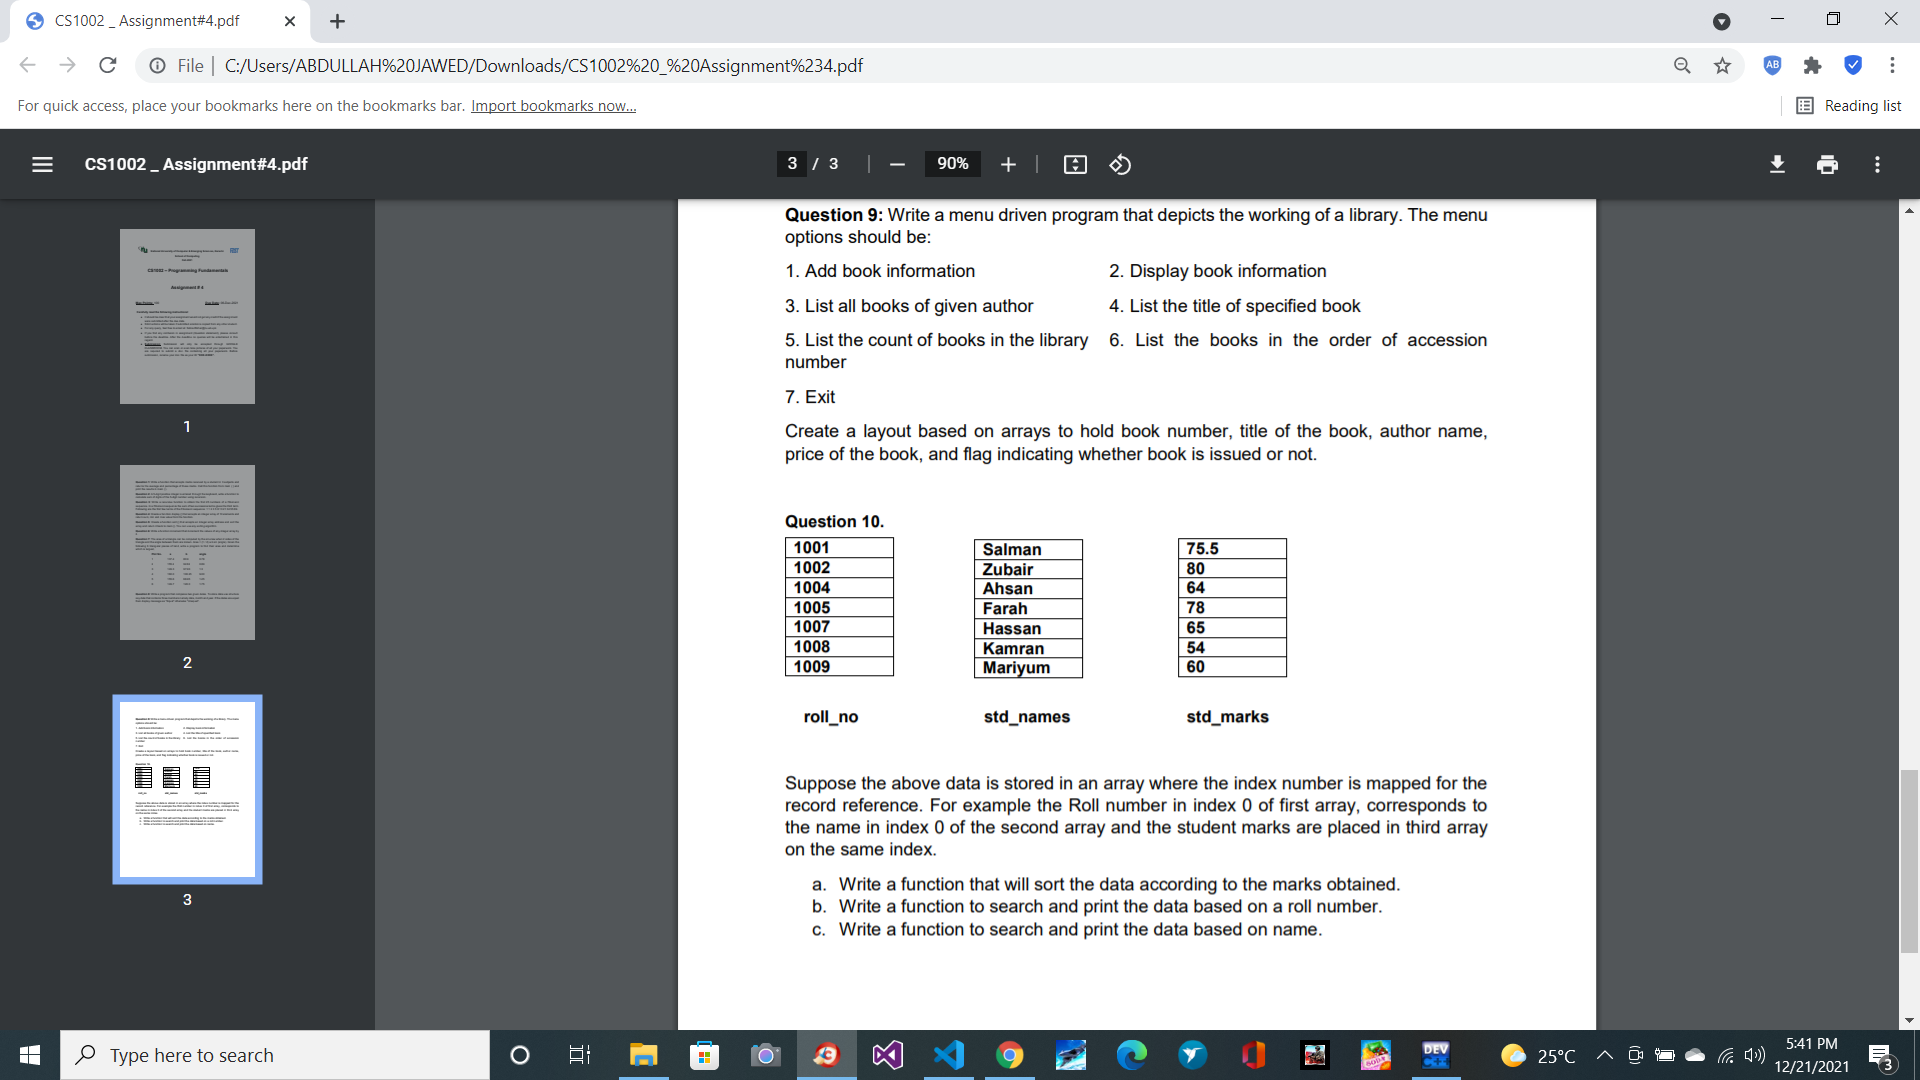 CS1002 _ Assignment#4.pdf
File
C:/Users/ABDULLAH%20JAWED/Downloads/CS1002%20_%20Assignment%234.pdf
AB
For quick access, place your bookmarks here on the bookmarks bar. Import bookmarks now...
Reading list
CS1002 _ Assignment#4.pdf
3 / 3
90%
CS1002 – Programming Fundamentals
Assignment # 4
1
2
3
Question 9: Write a menu driven program that depicts the working of a library. The menu
options should be:
1. Add book information 2. Display book information
3. List all books of given author 4. List the title of specified book
5. List the count of books in the library 6. List the books in the order of accession
number
7. Exit
Create a layout based on arrays to hold book number, title of the book, author name,
price of the book, and flag indicating whether book is issued or not.
Question 10.
1001 Salman 75.5
1002 Zubair 80
1004 Ahsan 64
1005 Farah 78
1007 Hassan 65
1008 Kamran 54
1009 Mariyum 60
roll_no std_names std_marks
Suppose the above data is stored in an array where the index number is mapped for the
record reference. For example the Roll number in index 0 of first array, corresponds to
the name in index 0 of the second array and the student marks are placed in third array
on the same index.
a. Write a function that will sort the data according to the marks obtained.
b. Write a function to search and print the data based on a roll number.
c. Write a function to search and print the data based on name.
Type here to search
DEV
C++
25°C
5:41 PM
12/21/2021
3